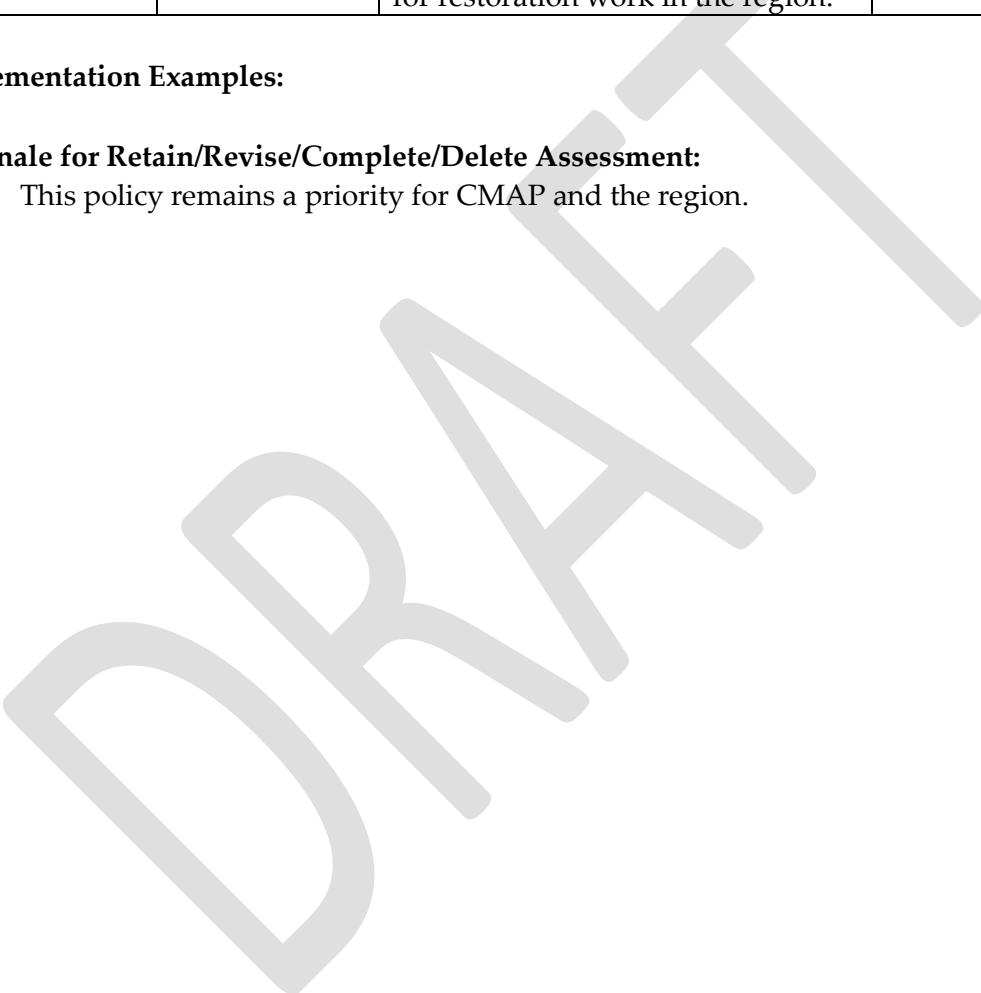 for restoration work in the region.
ementation Examples:
nale for Retain/Revise/Complete/Delete Assessment:
This policy remains a priority for CMAP and the region.
DRAFT